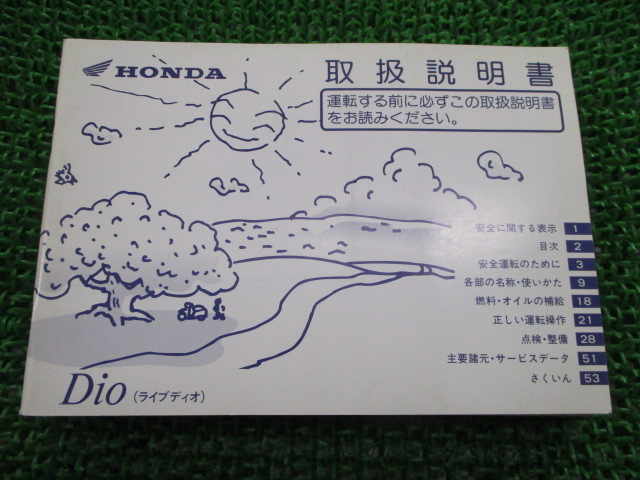 HONDA
取扱説明書
運転する前に必ずこの取扱説明書
をお読みください。
安全に関する表示 1
目次 2
安全運転のために 3
各部の名称・使いかた 9
燃料・オイルの補給 18
正しい運転操作 21
点検・整備 28
主要諸元・サービスデータ 51
さくいん 53
Dio (ライブディオ)